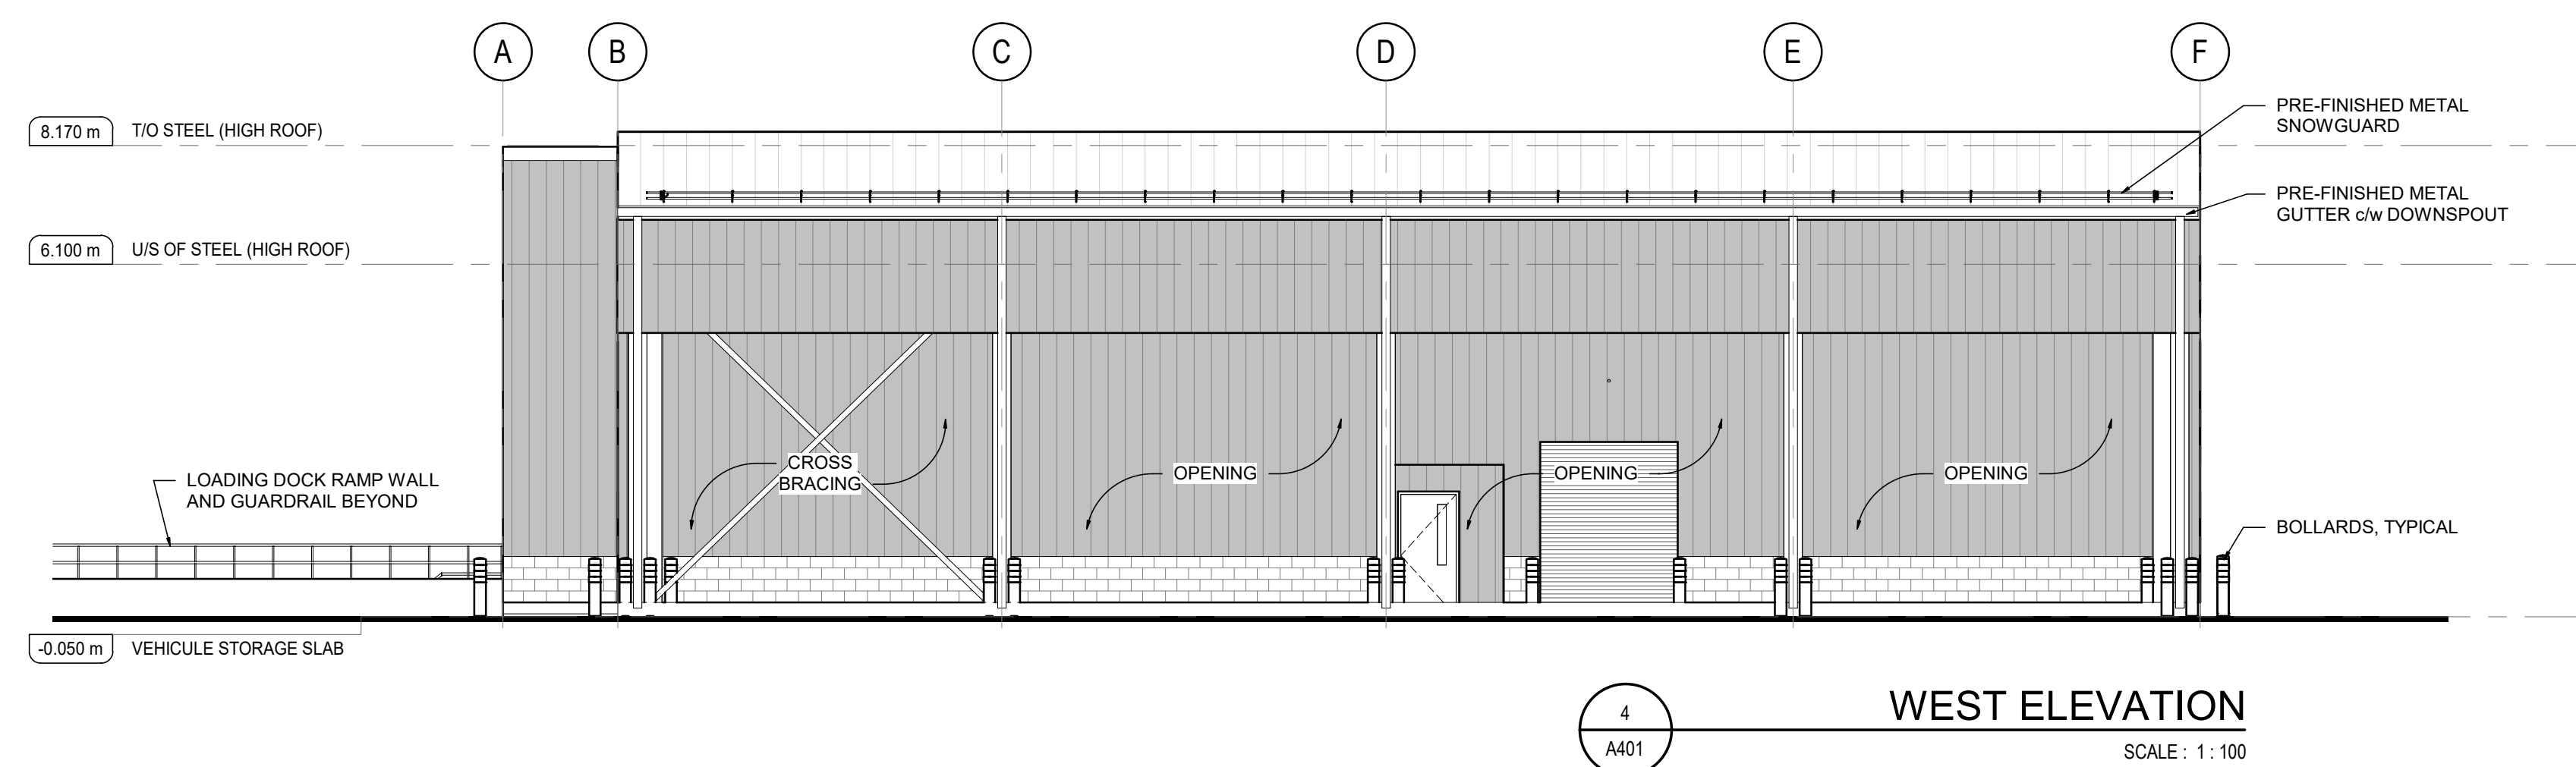 A B C D E F
8.170 m T/O STEEL (HIGH ROOF)
PRE-FINISHED METAL
SNOWGUARD
PRE-FINISHED METAL
GUTTER c/w DOWNSPOUT
6.100 m U/S OF STEEL (HIGH ROOF)
CROSS
BRACING
OPENING
OPENING
OPENING
LOADING DOCK RAMP WALL
AND GUARDRAIL BEYOND
BOLLARDS, TYPICAL
-0.050 m VEHICULE STORAGE SLAB
4
A401
WEST ELEVATION
SCALE : 1 : 100